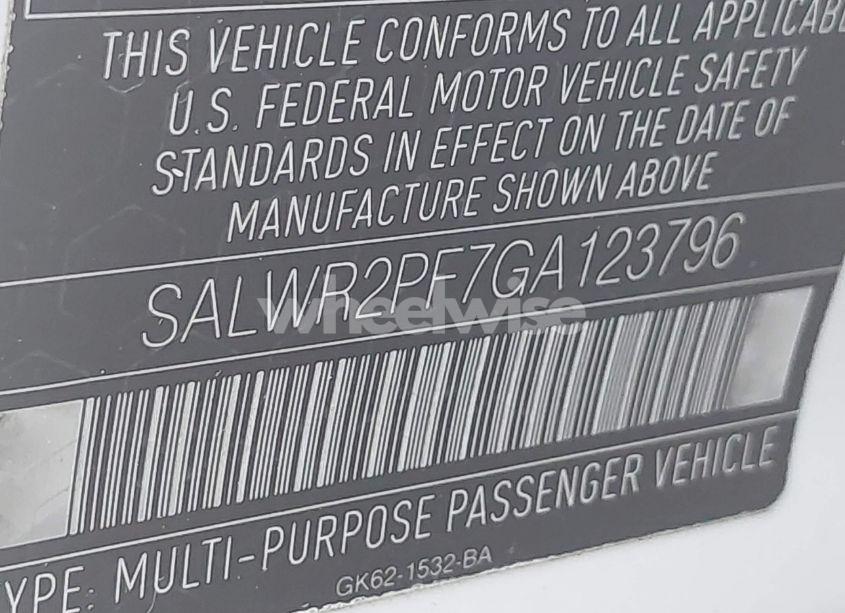 THIS VEHICLE CONFORMS TO ALL APPLICABLE
U.S. FEDERAL MOTOR VEHICLE SAFETY
STANDARDS IN EFFECT ON THE DATE OF
MANUFACTURE SHOWN ABOVE
SALWR2PF7GA123796
wheelwise
YPE: MULTI-PURPOSE PASSENGER VEHICLE
GK62-1532-BA